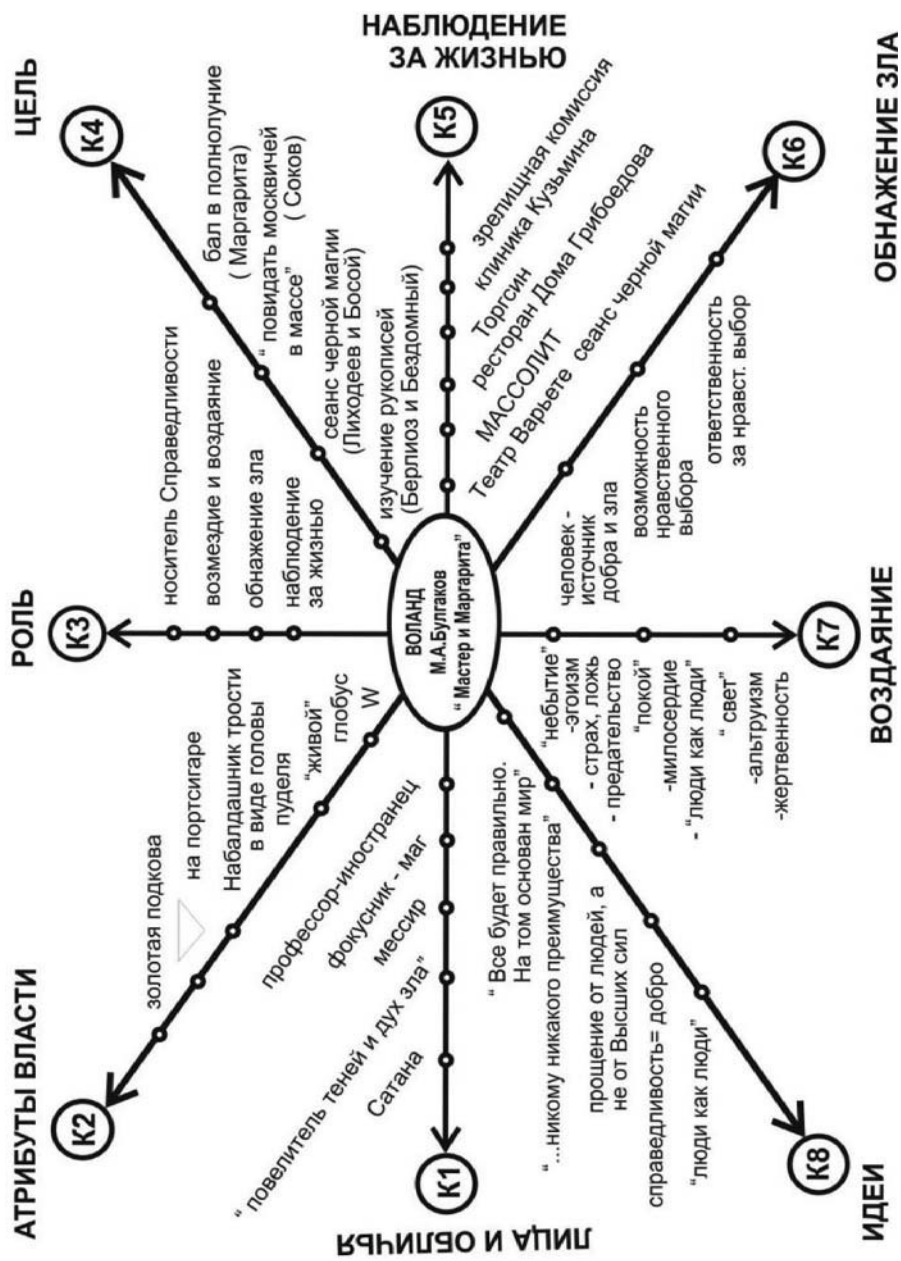 АТРИБУТЫ ВЛАСТИ
К2
золотая подкова
на портсигаре
Набалдашник трости
в виде головы
пуделя
“живой”
глобус
W
РОЛЬ
К3
носитель Справедливости
возмездие и воздаяние
обнажение зла
наблюдение
за жизнью
ЦЕЛЬ
К4
бал в полнолуние
( Маргарита)
“ повидать москвичей
в массе”
( Соков)
сеанс черной магии
(Лиходеев и Босой)
изучение рукописей
(Берлиоз и Бездомный)
НАБЛЮДЕНИЕ
ЗА ЖИЗНЬЮ
К5
зрелищная комиссия
клиника Кузьмина
Торгсин
ресторан Дома Грибоедова
МАССОЛИТ
Театр Варьете сеанс черной магии
ВОЛАНД
М.А.Булгаков
“ Мастер и Маргарита”
ЛИЦА И ОБЛИЧЬЯ
К1
“ повелитель теней и дух зла”
Сатана
мессир
фокусник - маг
профессор-иностранец
ИДЕИ
К8
“ Все будет правильно.
На том основан мир”
“...никому никакого преимущества”
прощение от людей, а
не от Высших сил
справедливость= добро
“люди как люди”
ВОЗДАЯНИЕ
К7
“небытие”
-эгоизм
- страх, ложь
- предательство
“покой”
-милосердие
- “люди как люди”
“ свет”
-альтруизм
-жертвенность
ОБНАЖЕНИЕ ЗЛА
К6
человек -
источник
добра и зла
возможность
нравственного
выбора
ответственность
за нравст. выбор